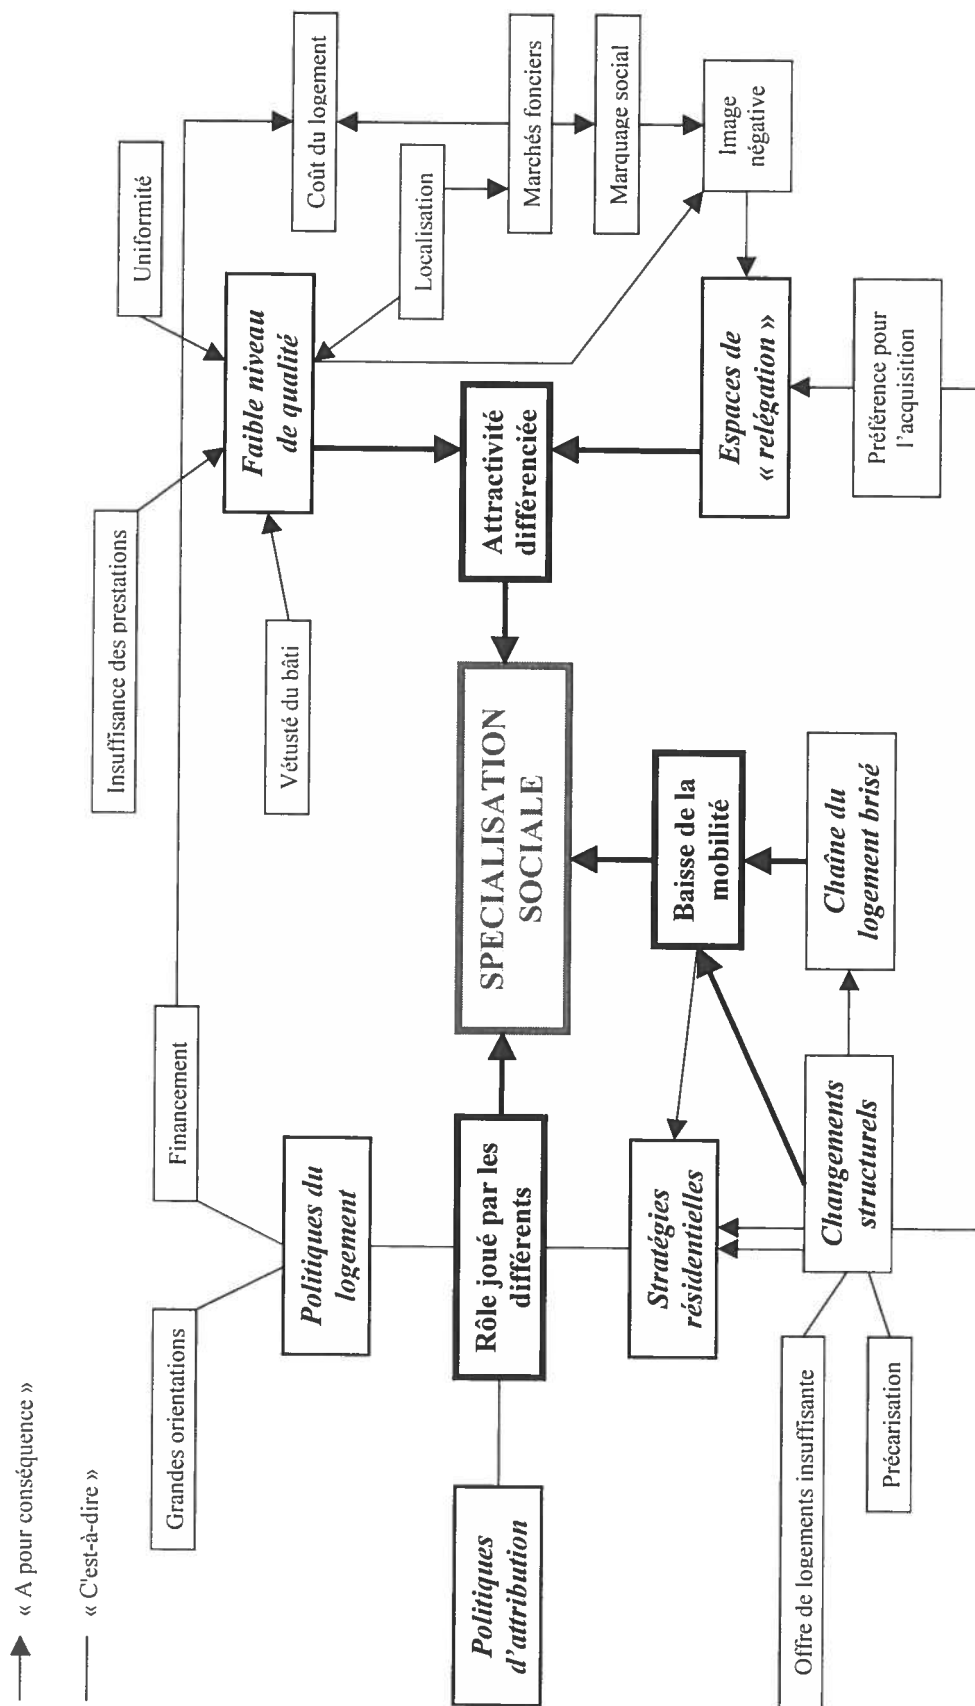 « A pour conséquence »
« C'est-à-dire »
Grandes orientations
Financement
Insuffisance des prestations
Uniformité
Vétusté du bâti
Coût du logement
Politiques du
logement
Faible niveau
de qualité
Localisation
Marchés fonciers
Marquage social
Politiques
d'attribution
Rôle joué par les
différents
SPECIALISATION
SOCIALE
Attractivité
différenciée
Image
négative
Stratégies
résidentielles
Baisse de la
mobilité
Espaces de
« relégation »
Offre de logements insuffisante
Précarisation
Changements
structurels
Chaîne du
logement brisé
Préférence pour
l'acquisition